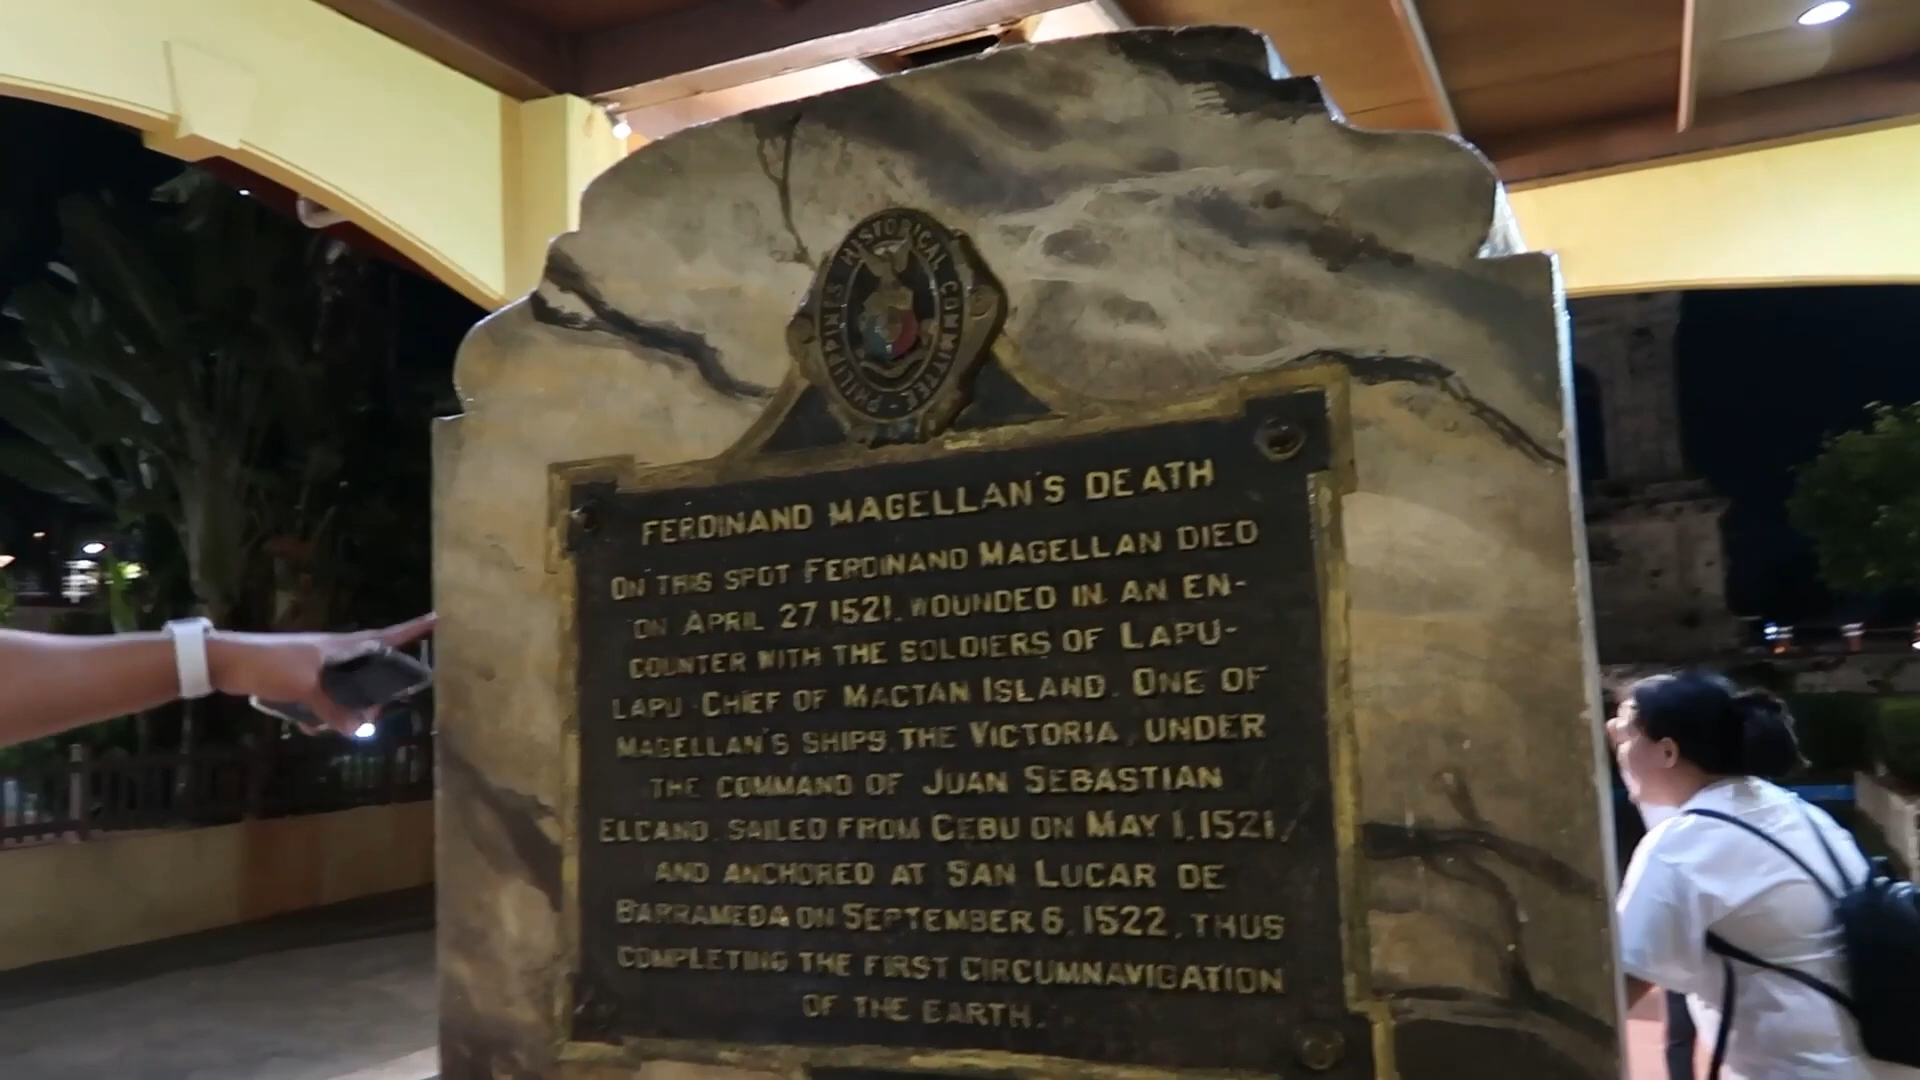 PHILIPPINES HISTORICAL COMMITTEE
FERDINAND MAGELLAN'S DEATH
ON THIS SPOT FERDINAND MAGELLAN DIED
ON APRIL 27 1521, WOUNDED IN AN EN-
COUNTER WITH THE SOLDIERS OF LAPU-
LAPU CHIEF OF MACTAN ISLAND. ONE OF
MAGELLAN'S SHIPS, THE VICTORIA, UNDER
THE COMMAND OF JUAN SEBASTIAN
ELCANO, SAILED FROM CEBU ON MAY 1, 1521,
AND ANCHORED AT SAN LUCAR DE
BARRAMEDA ON SEPTEMBER 6, 1522, THUS
COMPLETING THE FIRST CIRCUMNAVIGATION
OF THE EARTH.